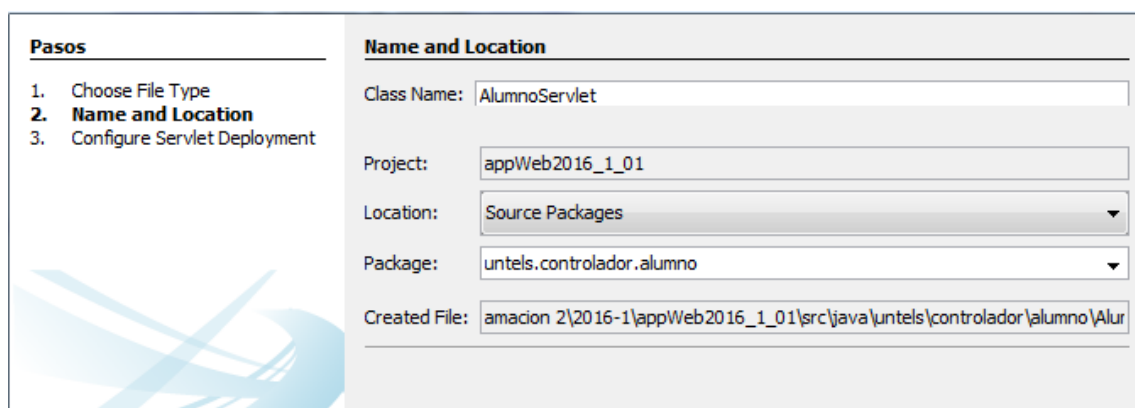 Pasos
1. Choose File Type
2. Name and Location
3. Configure Servlet Deployment
Name and Location
Class Name: AlumnoServlet
Project: appWeb2016_1_01
Location: Source Packages
Package: untels.controlador.alumno
Created File: amacion 2\2016-1\appWeb2016_1_01\src\java\untels\controlador\alumno\Alur